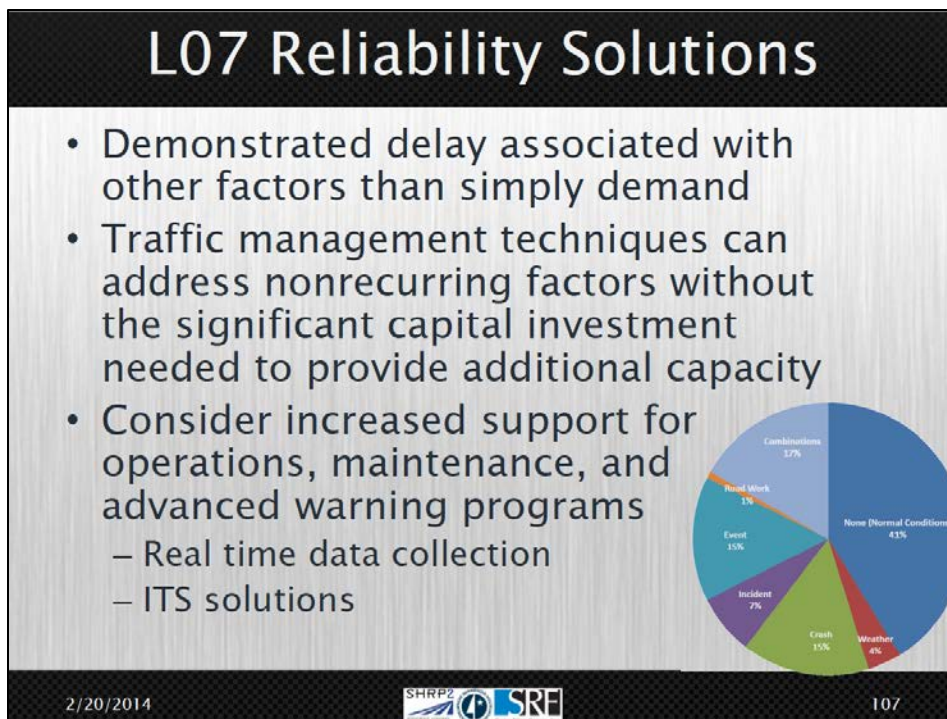 L07 Reliability Solutions
• Demonstrated delay associated with
other factors than simply demand
• Traffic management techniques can
address nonrecurring factors without
the significant capital investment
needed to provide additional capacity
• Consider increased support for
operations, maintenance, and
advanced warning programs
– Real time data collection
– ITS solutions
Combinations
17%
Road Work
1%
Event
15%
Incident
7%
Crash
15%
Weather
4%
None (Normal Condition
41%
2/20/2014
SHRP2
SRF
107